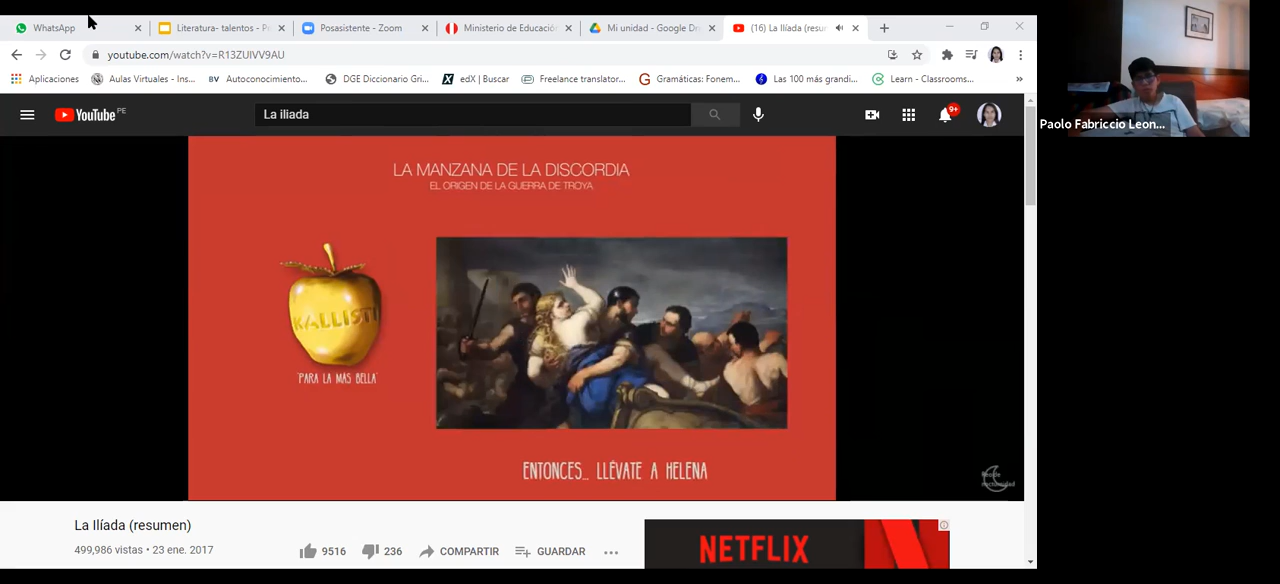 WhatsApp
Literatura- talentos - P
Posasistente - Zoom
Ministerio de Educación
Mi unidad - Google Dr
(16) La Ilíada (resum
youtube.com/watch?v=R13ZUIVV9AU
Aplicaciones
Aulas Virtuales - Ins...
BV Autoconocimiento...
DGE Diccionario Gri...
edX | Buscar
Freelance translator...
Gramáticas: Fonem...
Las 100 más grandi...
Learn - Classrooms...
»
YouTube PE
La iliada
9+
Paolo Fabriccio Leon...
LA MANZANA DE LA DISCORDIA
EL ORIGEN DE LA GUERRA DE TROYA
KALLISTI
"PARA LA MAS BELLA"
ENTONCES... LLÉVATE A HELENA
La Ilíada (resumen)
499,986 vistas • 23 ene. 2017
9516
236
COMPARTIR
GUARDAR
NETFLIX